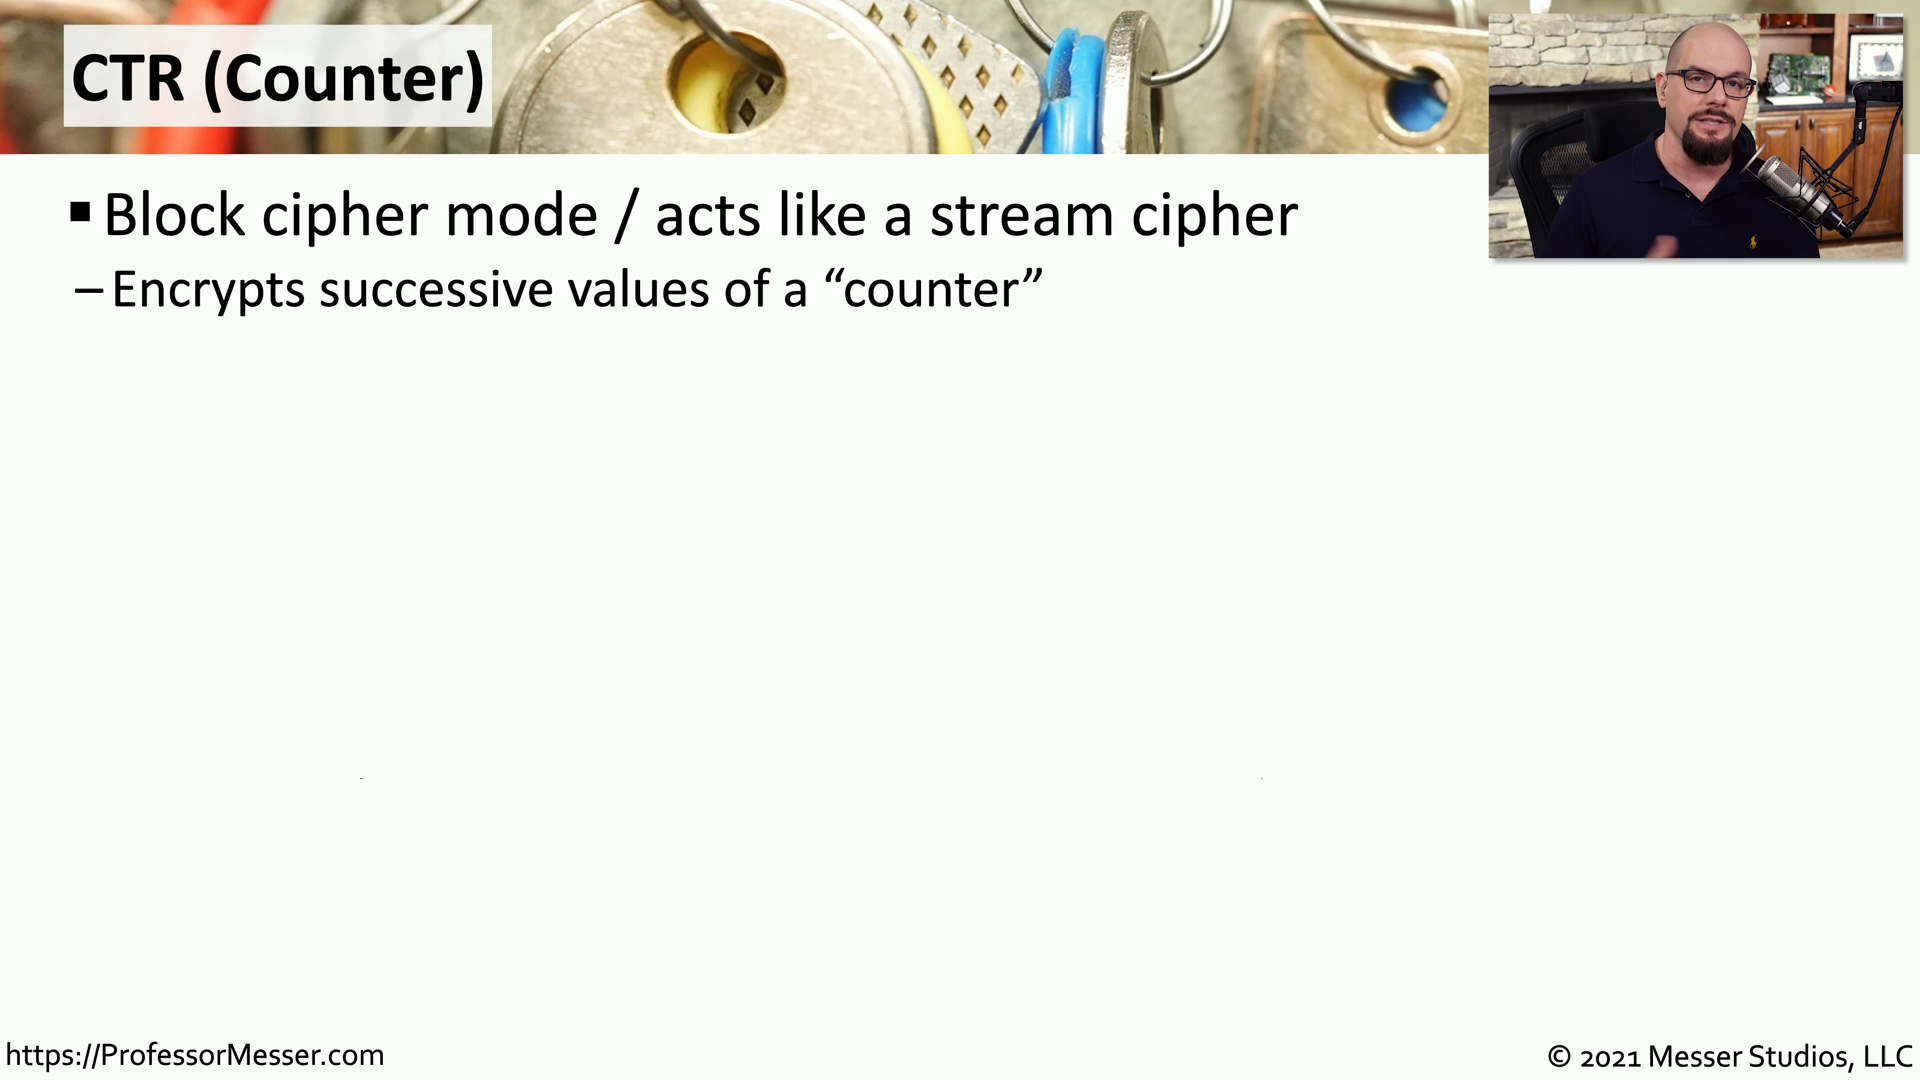 CTR (Counter)
▪ Block cipher mode / acts like a stream cipher
– Encrypts successive values of a “counter”
https://ProfessorMesser.com
© 2021 Messer Studios, LLC